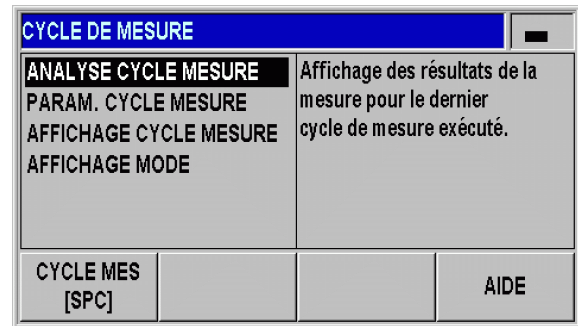 CYCLE DE MESURE
ANALYSE CYCLE MESURE
PARAM. CYCLE MESURE
AFFICHAGE CYCLE MESURE
AFFICHAGE MODE
Affichage des résultats de la
mesure pour le dernier
cycle de mesure exécuté.
CYCLE MES
[SPC]
AIDE